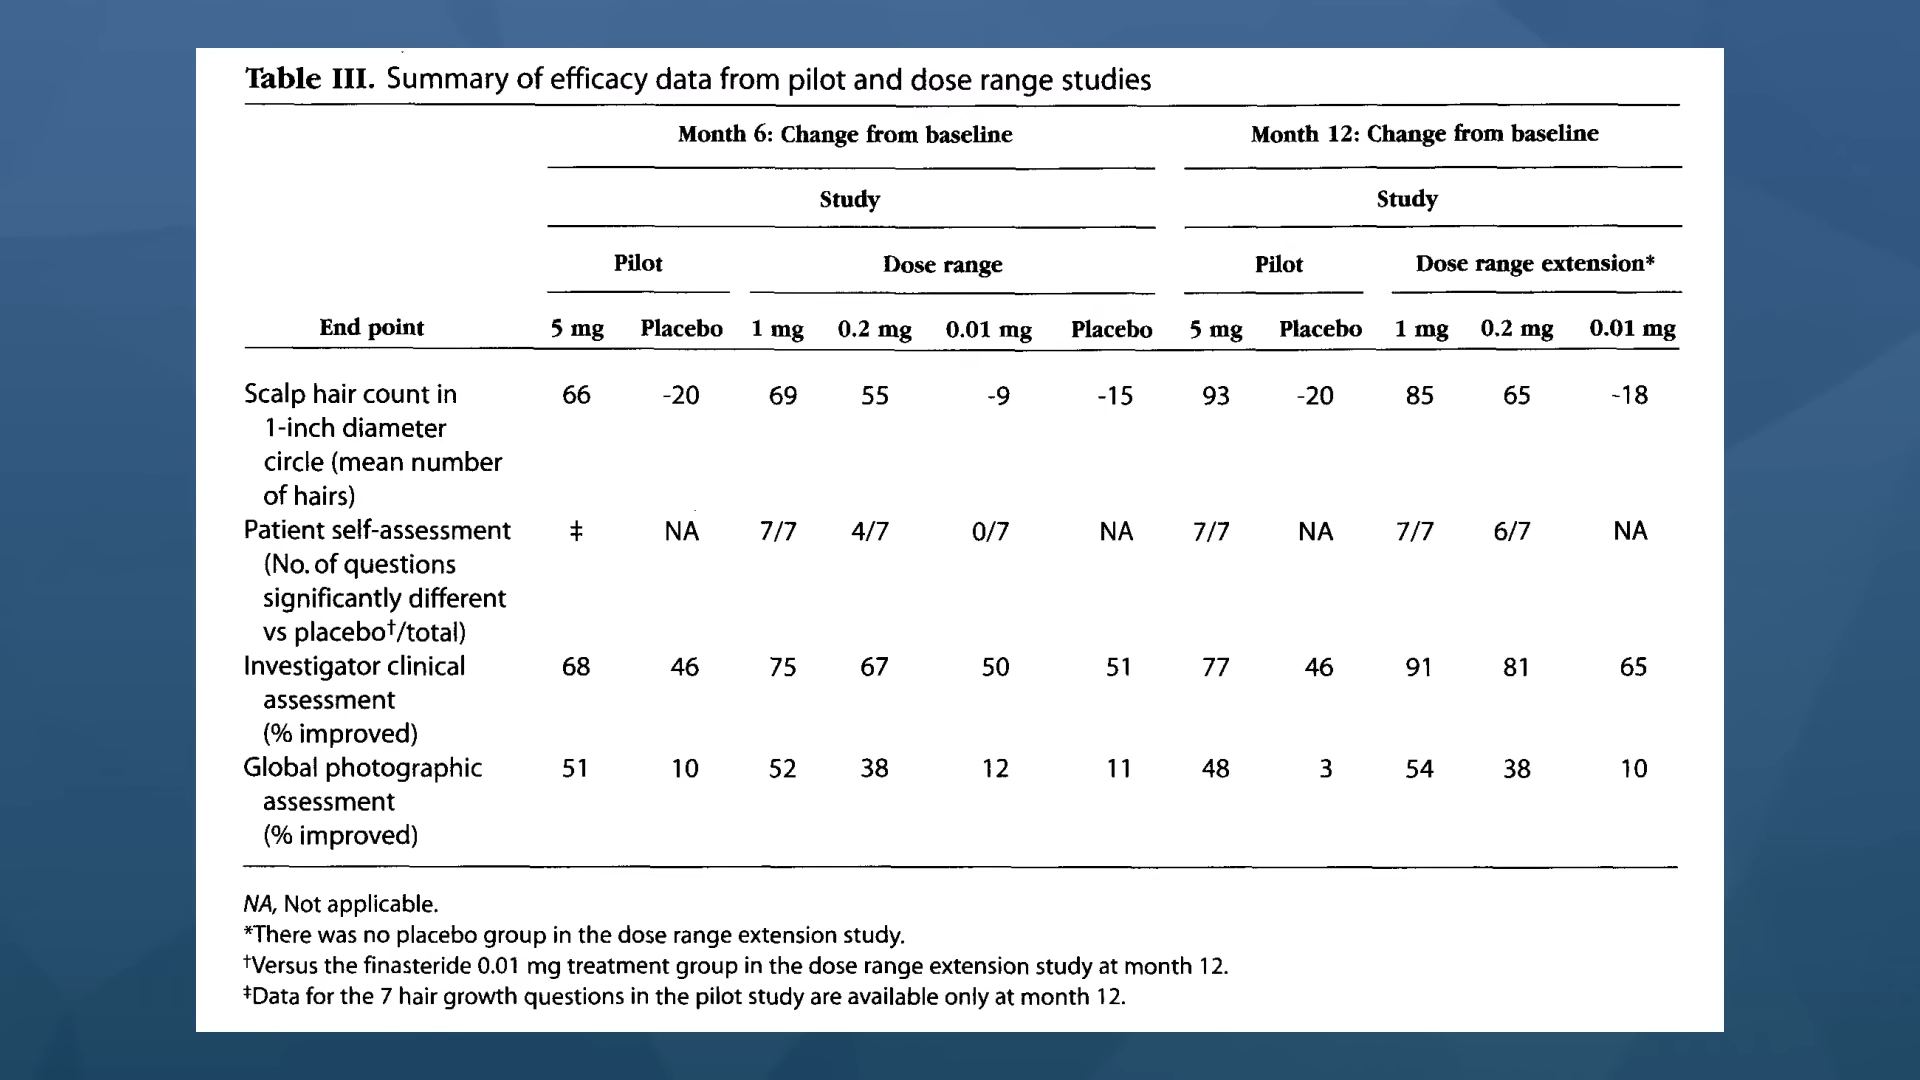 Table III. Summary of efficacy data from pilot and dose range studies
Month 6: Change from baseline Month 12: Change from baseline
Study Study
Pilot Dose range Pilot Dose range extension*
End point 5 mg Placebo 1 mg 0.2 mg 0.01 mg Placebo 5 mg Placebo 1 mg 0.2 mg 0.01 mg
Scalp hair count in 66 -20 69 55 -9 -15 93 -20 85 65 -18
1-inch diameter
circle (mean number
of hairs)
Patient self-assessment ‡ NA 7/7 4/7 0/7 NA 7/7 NA 7/7 6/7 NA
(No. of questions
significantly different
vs placebo†/total)
Investigator clinical 68 46 75 67 50 51 77 46 91 81 65
assessment
(% improved)
Global photographic 51 10 52 38 12 11 48 3 54 38 10
assessment
(% improved)
NA, Not applicable.
*There was no placebo group in the dose range extension study.
†Versus the finasteride 0.01 mg treatment group in the dose range extension study at month 12.
‡Data for the 7 hair growth questions in the pilot study are available only at month 12.